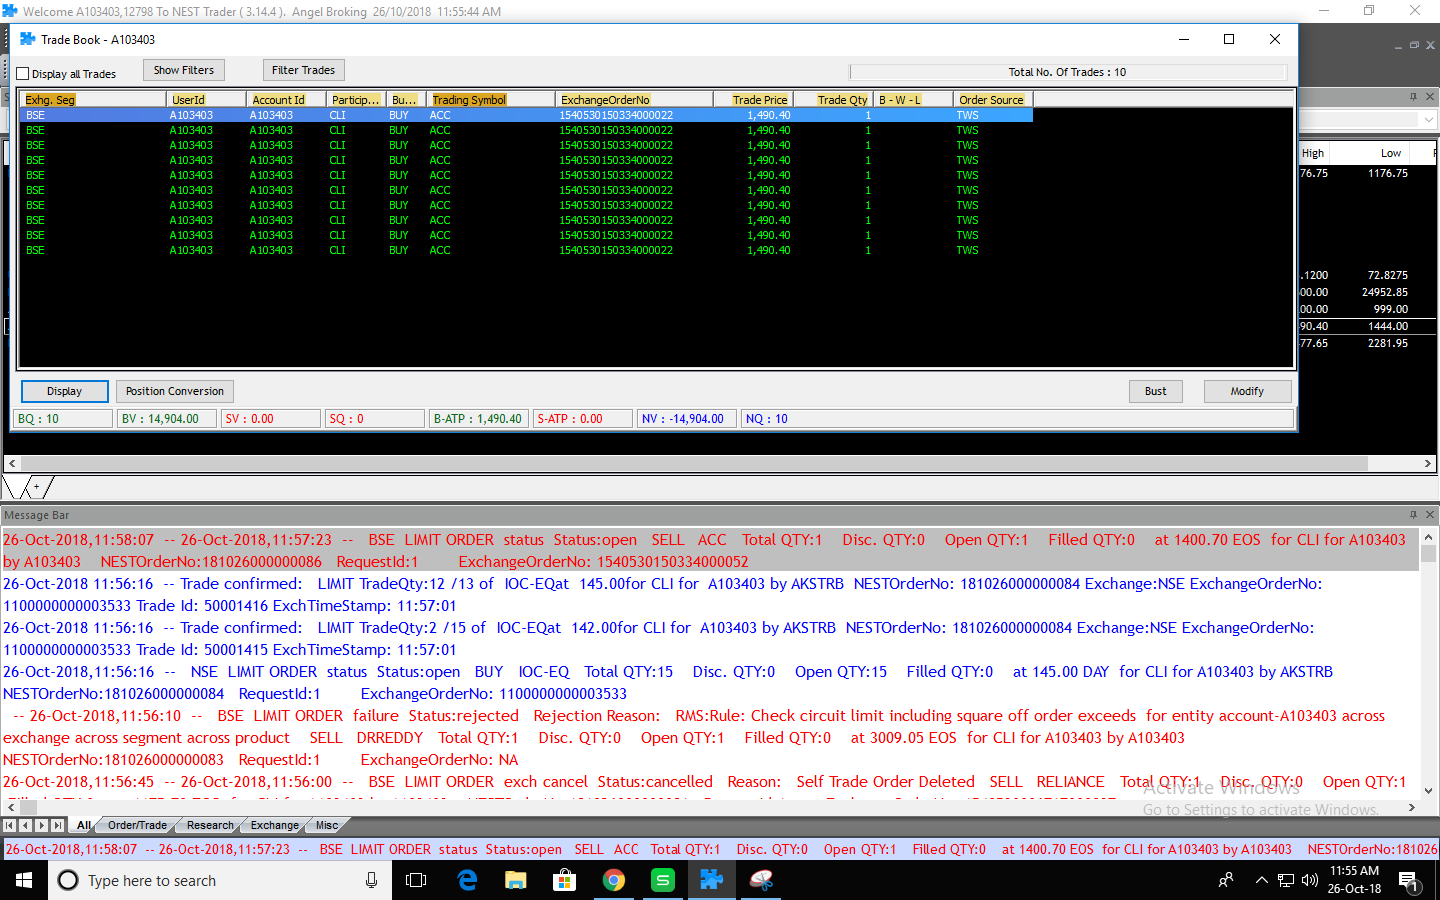 Welcome A103403,12798 To NEST Trader ( 3.14.4 ).  Angel Broking  26/10/2018  11:55:44 AM
Trade Book - A103403
Display all Trades Show Filters Filter Trades Total No. Of Trades : 10
Exhg. Seg UserId Account Id Particip... Bu... Trading Symbol ExchangeOrderNo Trade Price Trade Qty B - W - L Order Source
BSE A103403 A103403 CLI BUY ACC 1540530150334000022 1,490.40 1 TWS
BSE A103403 A103403 CLI BUY ACC 1540530150334000022 1,490.40 1 TWS
BSE A103403 A103403 CLI BUY ACC 1540530150334000022 1,490.40 1 TWS
BSE A103403 A103403 CLI BUY ACC 1540530150334000022 1,490.40 1 TWS
BSE A103403 A103403 CLI BUY ACC 1540530150334000022 1,490.40 1 TWS
BSE A103403 A103403 CLI BUY ACC 1540530150334000022 1,490.40 1 TWS
BSE A103403 A103403 CLI BUY ACC 1540530150334000022 1,490.40 1 TWS
BSE A103403 A103403 CLI BUY ACC 1540530150334000022 1,490.40 1 TWS
BSE A103403 A103403 CLI BUY ACC 1540530150334000022 1,490.40 1 TWS
BSE A103403 A103403 CLI BUY ACC 1540530150334000022 1,490.40 1 TWS
High Low
76.75 1176.75
.1200 72.8275
00.00 24952.85
00.00 999.00
90.40 1444.00
77.65 2281.95
Display Position Conversion Bust Modify
BQ : 10 BV : 14,904.00 SV : 0.00 SQ : 0 B-ATP : 1,490.40 S-ATP : 0.00 NV : -14,904.00 NQ : 10
+
Message Bar
26-Oct-2018,11:58:07 -- 26-Oct-2018,11:57:23 -- BSE LIMIT ORDER status Status:open SELL ACC Total QTY:1 Disc. QTY:0 Open QTY:1 Filled QTY:0 at 1400.70 EOS for CLI for A103403
by A103403 NESTOrderNo:181026000000086 RequestId:1 ExchangeOrderNo: 1540530150334000052
26-Oct-2018 11:56:16 -- Trade confirmed: LIMIT TradeQty:12 /13 of IOC-EQat 145.00for CLI for A103403 by AKSTRB NESTOrderNo: 181026000000084 Exchange:NSE ExchangeOrderNo:
1100000000003533 Trade Id: 50001416 ExchTimeStamp: 11:57:01
26-Oct-2018 11:56:16 -- Trade confirmed: LIMIT TradeQty:2 /15 of IOC-EQat 142.00for CLI for A103403 by AKSTRB NESTOrderNo: 181026000000084 Exchange:NSE ExchangeOrderNo:
1100000000003533 Trade Id: 50001415 ExchTimeStamp: 11:57:01
26-Oct-2018,11:56:16 -- NSE LIMIT ORDER status Status:open BUY IOC-EQ Total QTY:15 Disc. QTY:0 Open QTY:15 Filled QTY:0 at 145.00 DAY for CLI for A103403 by AKSTRB
NESTOrderNo:181026000000084 RequestId:1 ExchangeOrderNo: 1100000000003533
-- 26-Oct-2018,11:56:10 -- BSE LIMIT ORDER failure Status:rejected Rejection Reason: RMS:Rule: Check circuit limit including square off order exceeds for entity account-A103403 across
exchange across segment across product SELL DRREDDY Total QTY:1 Disc. QTY:0 Open QTY:1 Filled QTY:0 at 3009.05 EOS for CLI for A103403 by A103403
NESTOrderNo:181026000000083 RequestId:1 ExchangeOrderNo: NA
26-Oct-2018,11:56:45 -- 26-Oct-2018,11:56:00 -- BSE LIMIT ORDER exch cancel Status:cancelled Reason: Self Trade Order Deleted SELL RELIANCE Total QTY:1 Disc. QTY:0 Open QTY:1
Activate Windows
Go to Settings to activate Windows.
All Order/Trade Research Exchange Misc
26-Oct-2018,11:58:07 -- 26-Oct-2018,11:57:23 -- BSE LIMIT ORDER status Status:open SELL ACC Total QTY:1 Disc. QTY:0 Open QTY:1 Filled QTY:0 at 1400.70 EOS for CLI for A103403 by A103403 NESTOrderNo:181026
Type here to search 11:55 AM
26-Oct-18 1